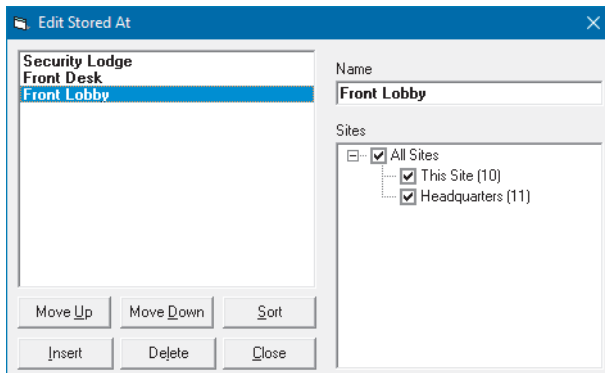 Edit Stored At
Security Lodge
Front Desk
Front Lobby
Move Up
Move Down
Sort
Insert
Delete
Close
Name
Front Lobby
Sites
All Sites
This Site (10)
Headquarters (11)